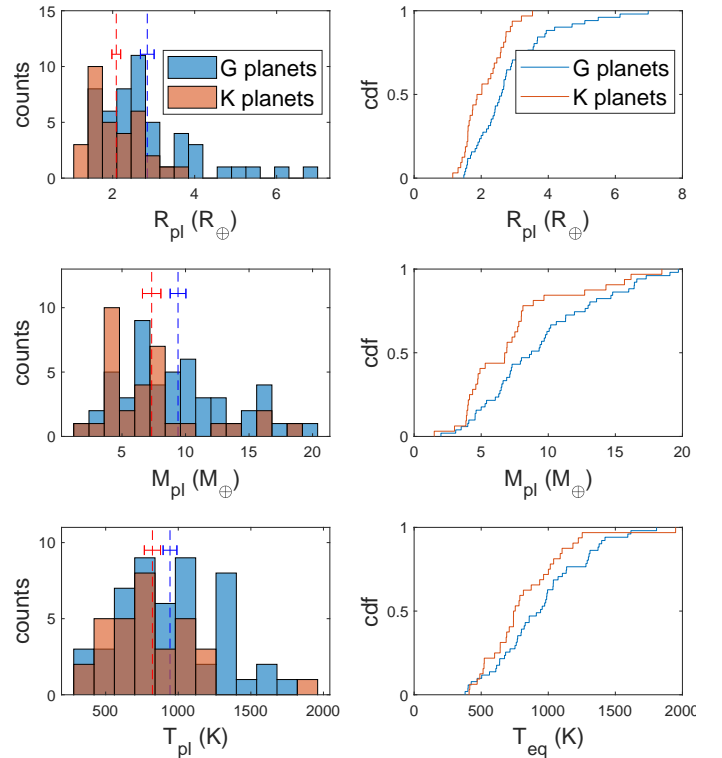 15
10
5
0
counts
2 4 6
R_pl (R_⊕)
G planets
K planets
1
0.5
0
cdf
0 2 4 6 8
R_pl (R_⊕)
G planets
K planets
10
5
0
counts
5 10 15 20
M_pl (M_⊕)
1
0.5
0
cdf
0 5 10 15 20
M_pl (M_⊕)
10
5
0
counts
500 1000 1500 2000
T_pl (K)
1
0.5
0
cdf
0 500 1000 1500 2000
T_eq (K)